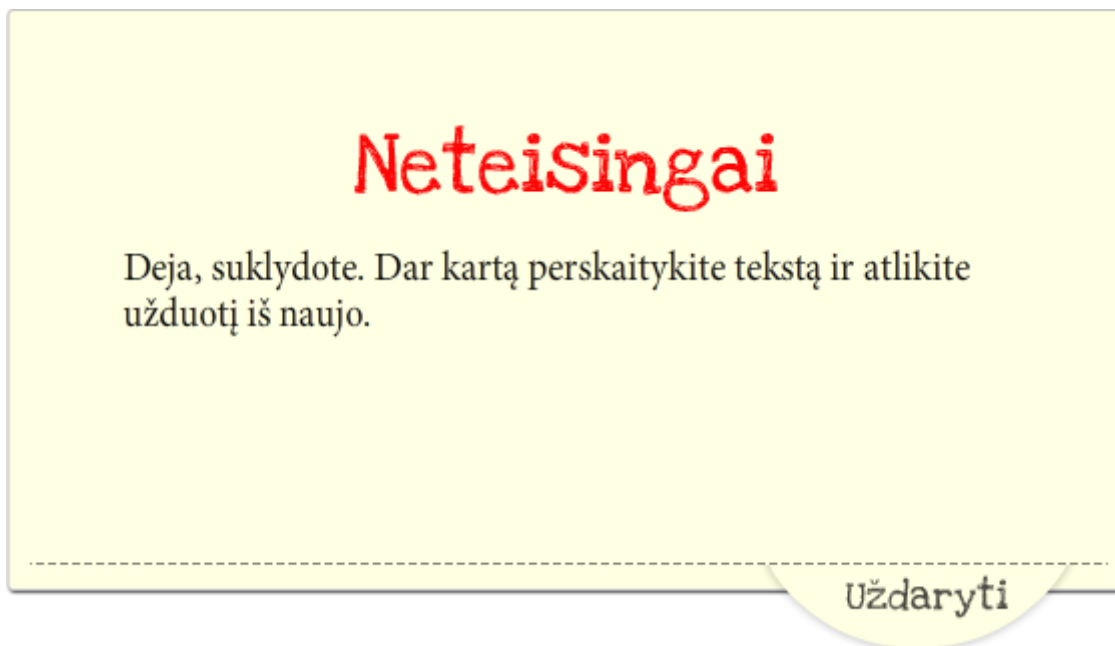 Neteisingai
Deja, suklydote. Dar kartą perskaitykite tekstą ir atlikite
užduotį iš naujo.
Uždaryti